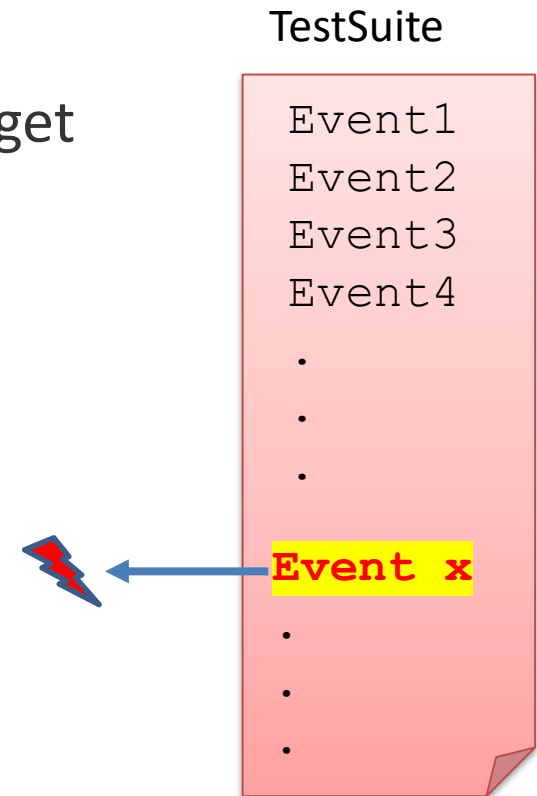 TestSuite
get
Event1
Event2
Event3
Event4
.
.
.
Event x
.
.
.